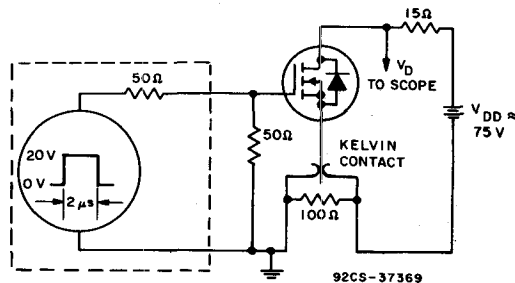 15Ω
V_D
TO SCOPE
50Ω
V_DD ≈
75 V
50Ω
KELVIN
CONTACT
20V
0V
2 μs
100Ω
92CS-37369